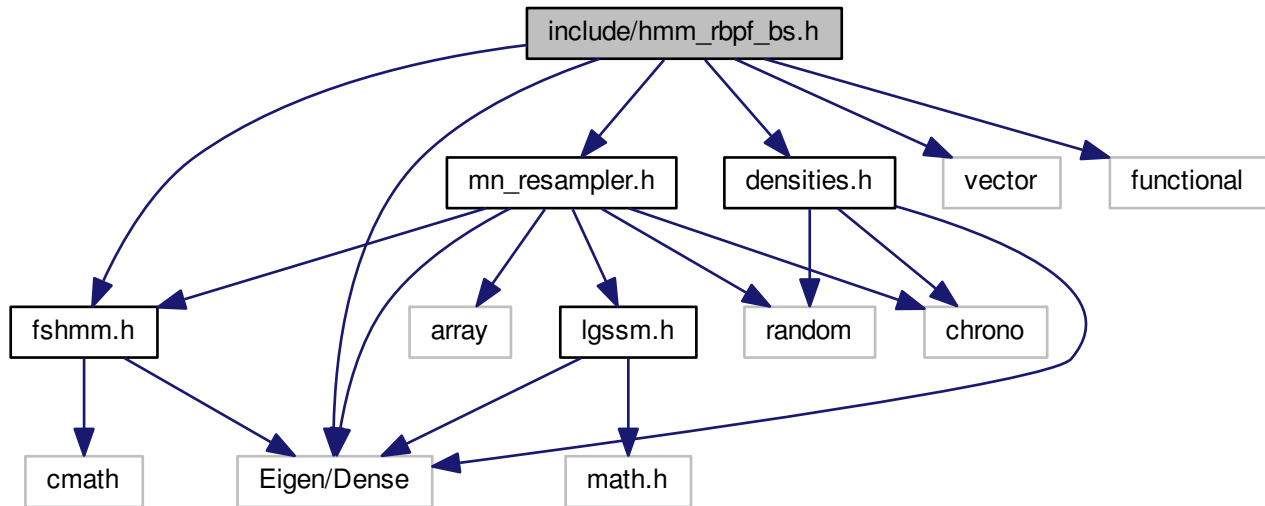 include/hmm_rbpf_bs.h
mn_resampler.h
densities.h
vector
functional
fshmm.h
array
lgssm.h
random
chrono
cmath
Eigen/Dense
math.h